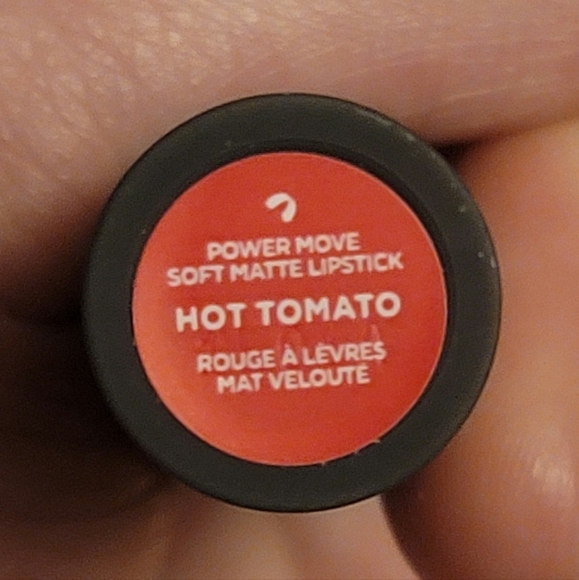 POWER MOVE
SOFT MATTE LIPSTICK
HOT TOMATO
ROUGE À LÈVRES
MAT VELOUTÉ